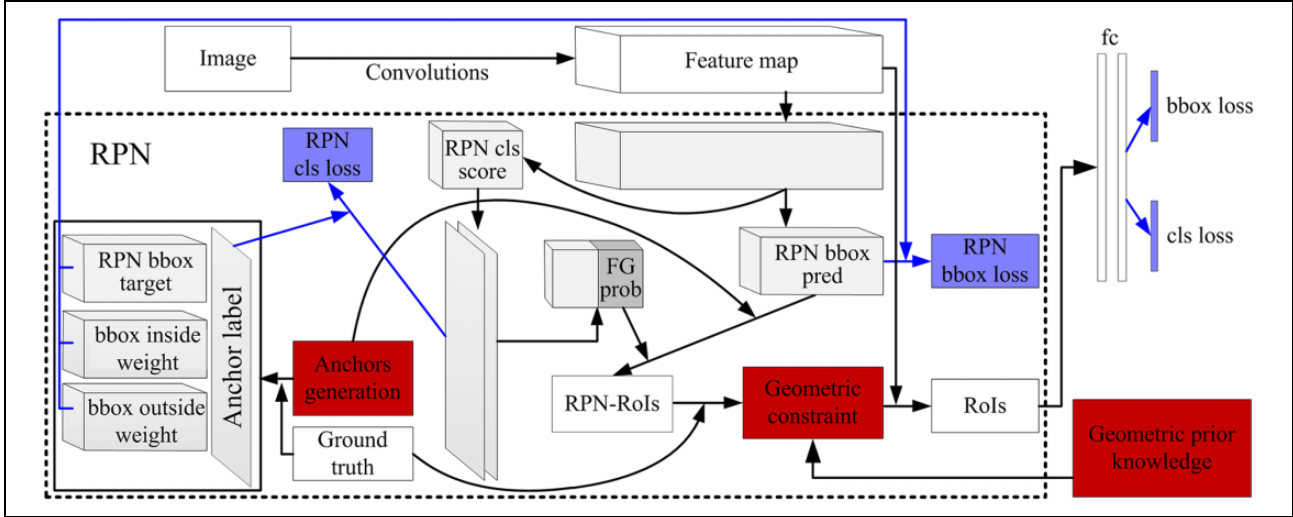 Image
Convolutions
Feature map
fc
bbox loss
cls loss
RPN
RPN
cls loss
RPN cls
score
RPN bbox
target
bbox inside
weight
bbox outside
weight
Anchor label
Anchors
generation
Ground
truth
FG
prob
RPN bbox
pred
RPN
bbox loss
RPN-RoIs
Geometric
constraint
RoIs
Geometric prior
knowledge